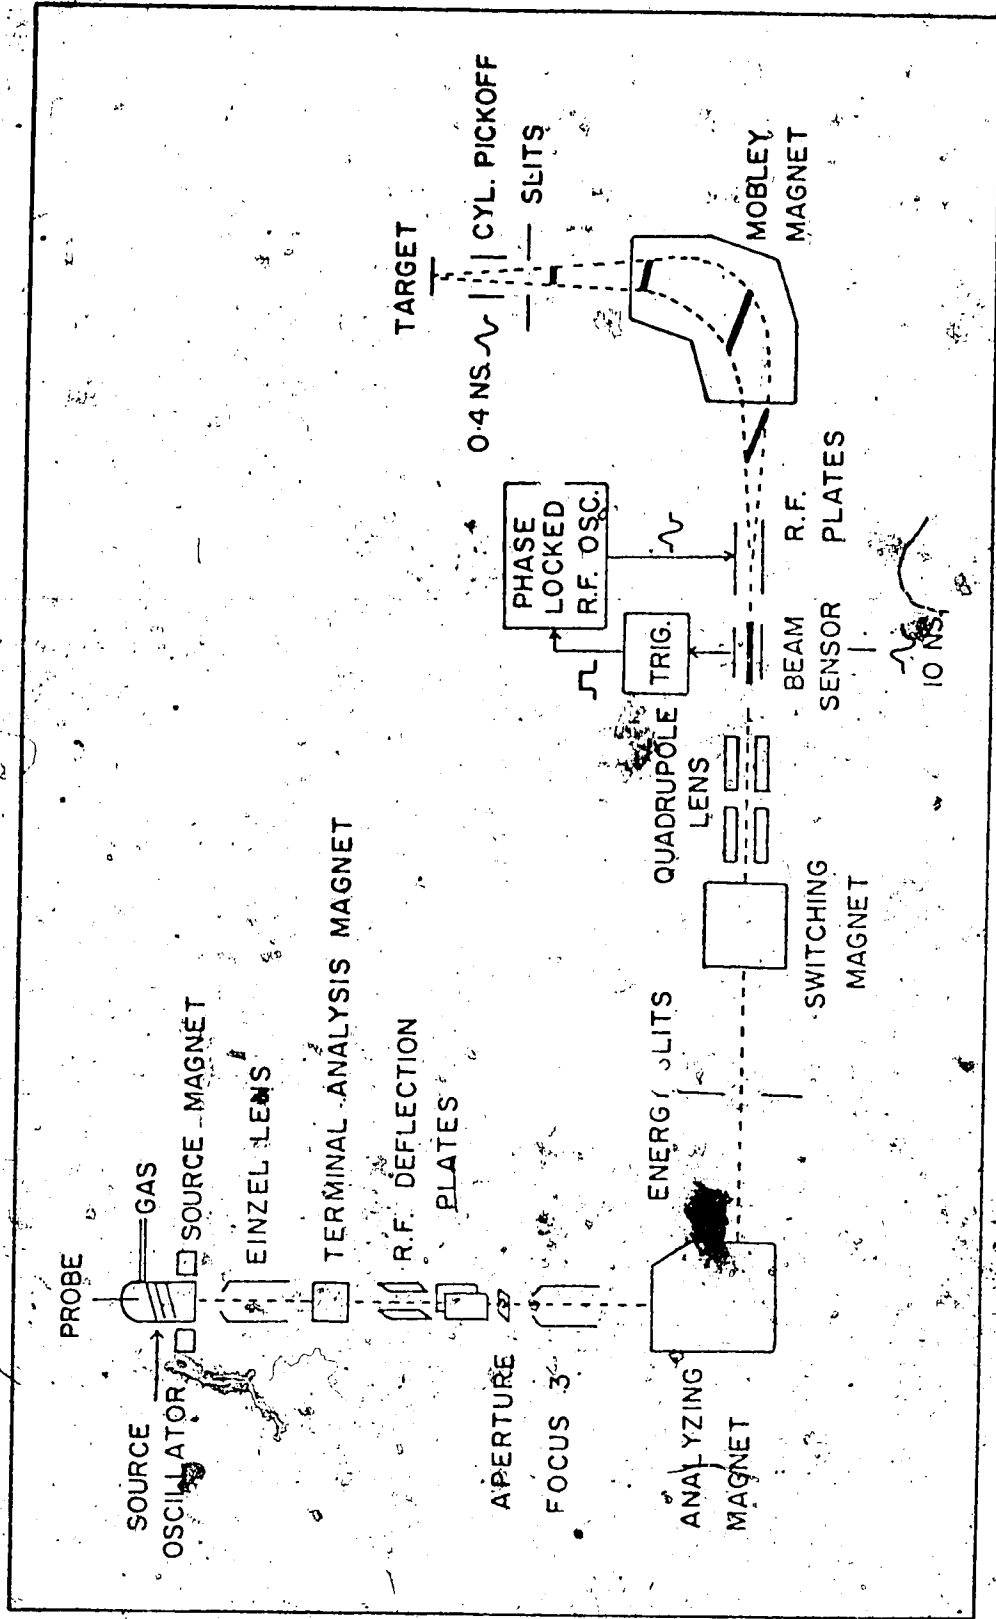 PROBE
GAS
SOURCE
OSCILLATOR
SOURCE MAGNET
EINZEL LENS
TERMINAL ANALYSIS MAGNET
R.F. DEFLECTION
PLATES
APERTURE
FOCUS 3
ANALYZING
MAGNET
ENERGY SLITS
SWITCHING
MAGNET
QUADRUPOLE
LENS
BEAM
SENSOR
10 NS.
TRIG.
PHASE
LOCKED
R.F. OSC.
R.F.
PLATES
MOBLEY
MAGNET
SLITS
CYL. PICKOFF
0.4 NS.
TARGET